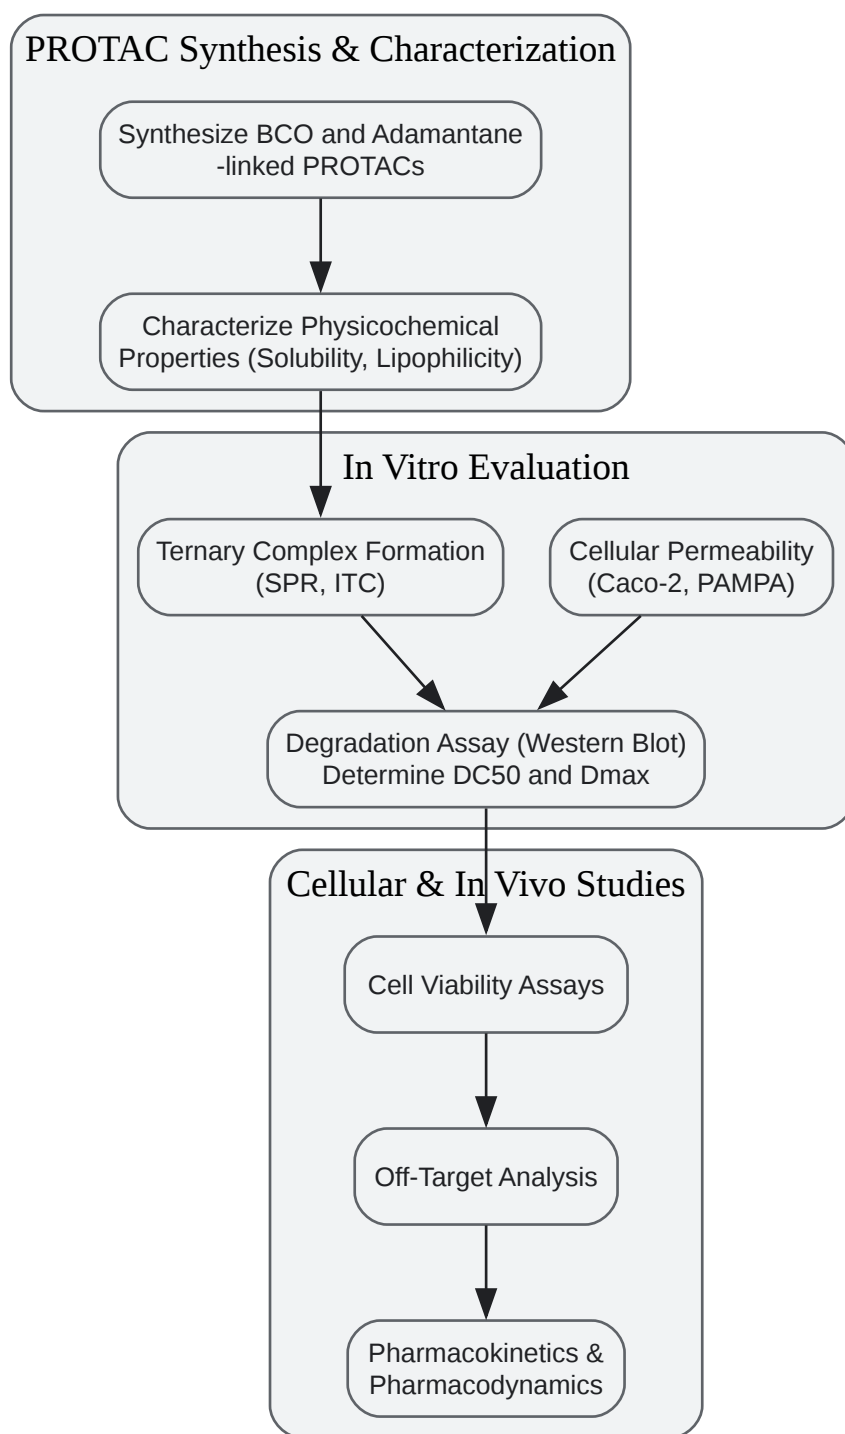 PROTAC Synthesis & Characterization
Synthesize BCO and Adamantane
-linked PROTACs
Characterize Physicochemical
Properties (Solubility, Lipophilicity)
In Vitro Evaluation
Ternary Complex Formation
(SPR, ITC)
Cellular Permeability
(Caco-2, PAMPA)
Degradation Assay (Western Blot)
Determine DC50 and Dmax
Cellular & In Vivo Studies
Cell Viability Assays
Off-Target Analysis
Pharmacokinetics &
Pharmacodynamics